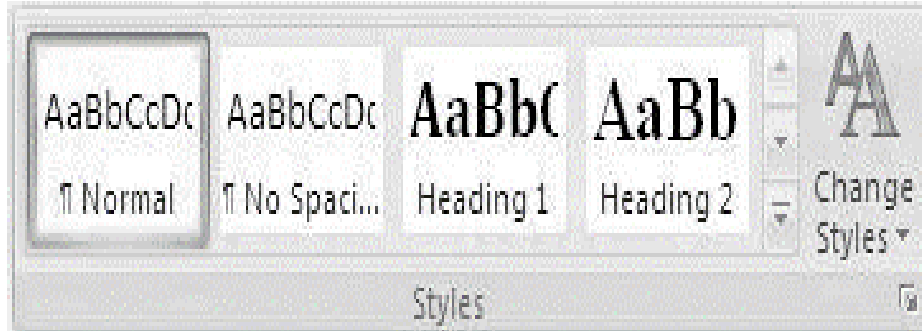 AaBbCcDc AaBbCcDc AaBbC AaBb
¶ Normal ¶ No Spaci... Heading 1 Heading 2
Change
Styles
Styles